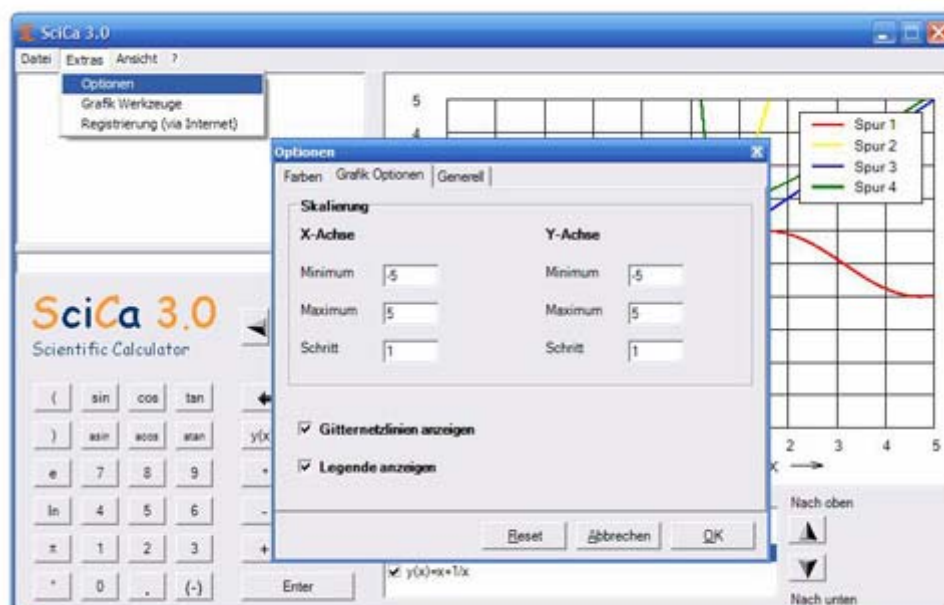 SciCa 3.0
Datei Extras Ansicht ?
Optionen
Grafik Werkzeuge
Registrierung (via Internet)
5
4
Spur 1
Spur 2
Spur 3
Spur 4
Optionen
Farben Grafik Optionen Generell
Skalierung
X-Achse Y-Achse
Minimum -5 Minimum -5
Maximum 5 Maximum 5
Schritt 1 Schritt 1
Gitternetzlinien anzeigen
Legende anzeigen
Reset Abbrechen OK
2 3 4 5
x
SciCa 3.0
Scientific Calculator
( sin cos tan
) asin acos atan y(x
e 7 8 9 *
ln 4 5 6 -
π 1 2 3 +
0 . (-) Enter
y(x)=x+1/x
Nach oben
Nach unten